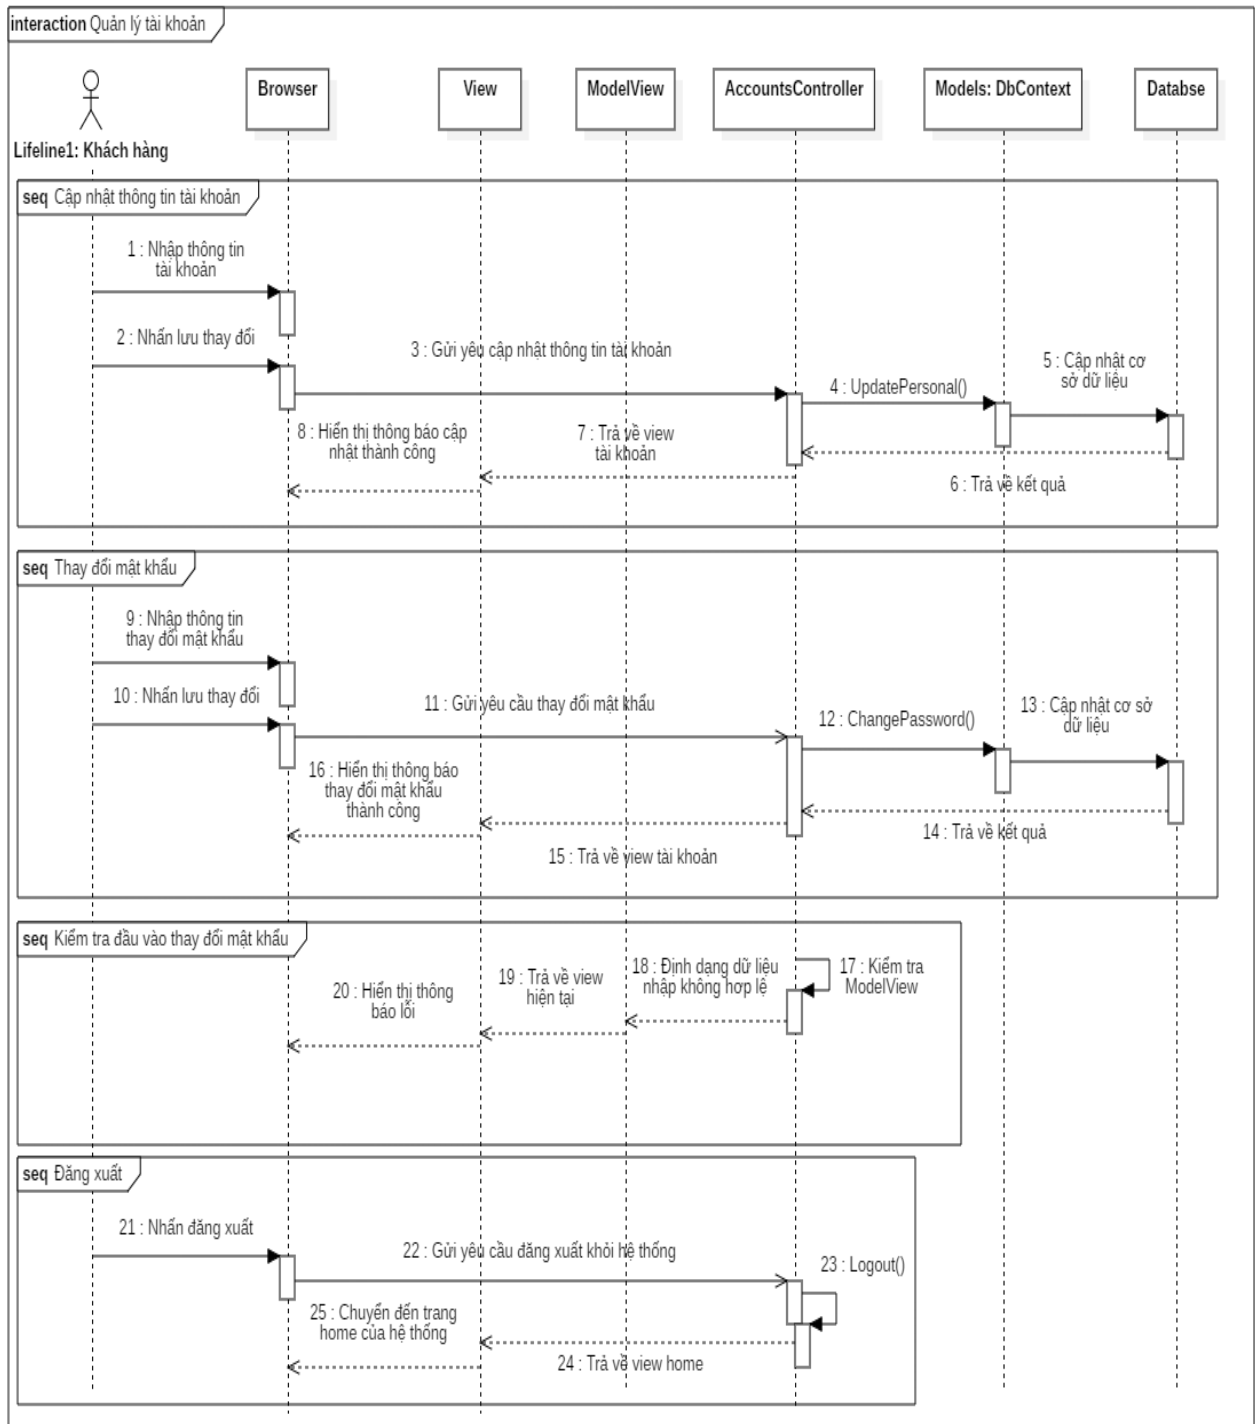 interaction Quản lý tài khoản
Browser
View
ModelView
AccountsController
Models: DbContext
Databse
Lifeline1: Khách hàng
seq Cập nhật thông tin tài khoản
1 : Nhập thông tin
tài khoản
2 : Nhấn lưu thay đổi
3 : Gửi yêu cập nhật thông tin tài khoản
4 : UpdatePersonal()
5 : Cập nhật cơ
sở dữ liệu
8 : Hiển thị thông báo cập
nhật thành công
7 : Trả về view
tài khoản
6 : Trả về kết quả
seq Thay đổi mật khẩu
9 : Nhập thông tin
thay đổi mật khẩu
10 : Nhấn lưu thay đổi
11 : Gửi yêu cầu thay đổi mật khẩu
12 : ChangePassword()
13 : Cập nhật cơ sở
dữ liệu
16 : Hiển thị thông báo
thay đổi mật khẩu
thành công
15 : Trả về view tài khoản
14 : Trả về kết quả
seq Kiểm tra đầu vào thay đổi mật khẩu
20 : Hiển thị thông
báo lỗi
19 : Trả về view
hiện tại
18 : Định dạng dữ liệu
nhập không hơp lệ
17 : Kiểm tra
ModelView
seq Đăng xuất
21 : Nhấn đăng xuất
22 : Gửi yêu cầu đăng xuất khỏi hệ thống
23 : Logout()
25 : Chuyển đến trang
home của hệ thống
24 : Trả về view home